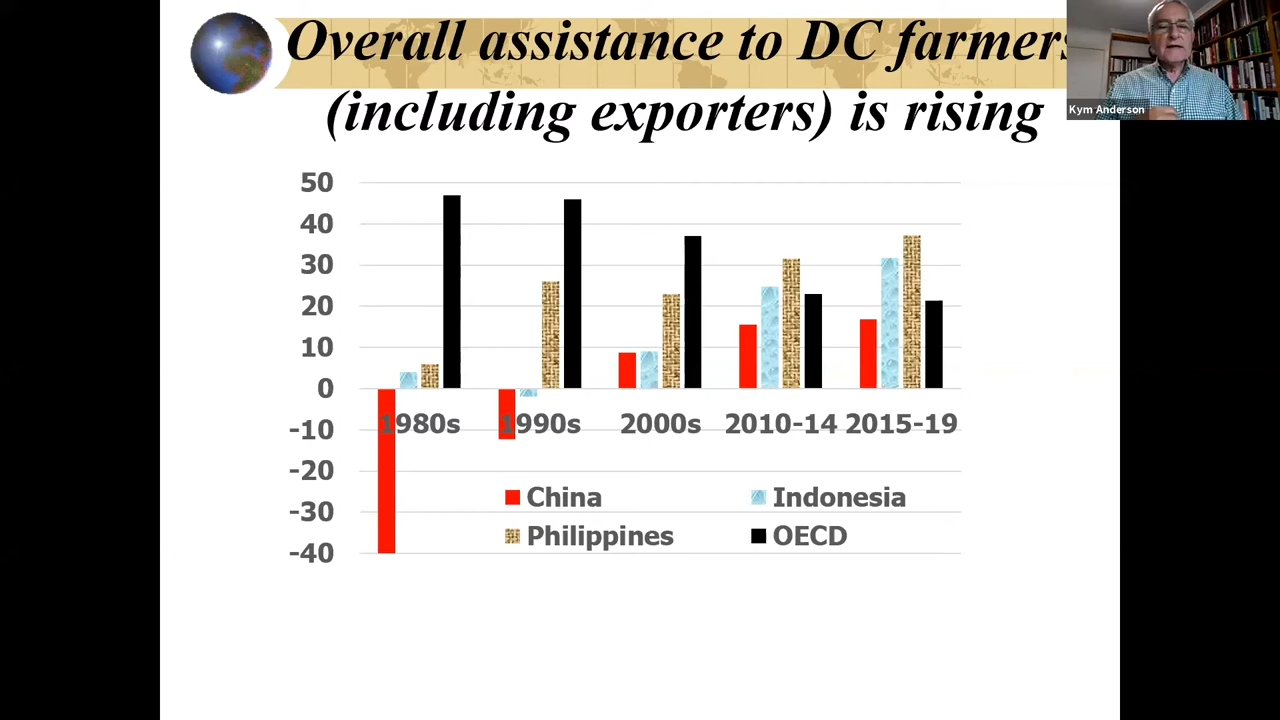 Overall assistance to DC farmers
(including exporters) is rising
Kym Anderson
50
40
30
20
10
0
-10
-20
-30
-40
1980s 1990s 2000s 2010-14 2015-19
China Indonesia
Philippines OECD